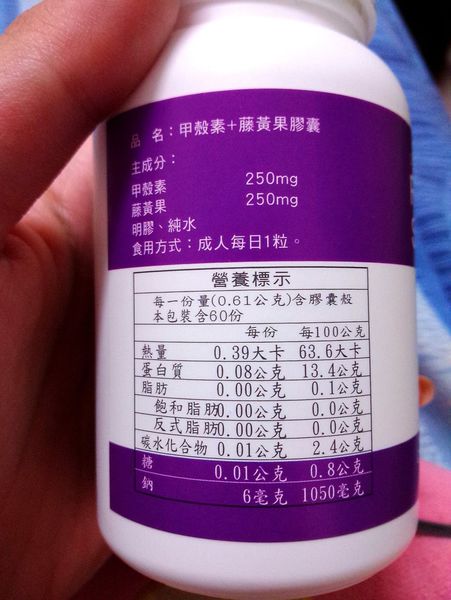 品 名：甲殼素+藤黃果膠囊
主成分：
甲殼素 250mg
藤黃果 250mg
明膠、純水
食用方式：成人每日1粒。
營養標示
每一份量(0.61公克)含膠囊殼
本包裝含60份
每份 每100公克
熱量 0.39大卡 63.6大卡
蛋白質 0.08公克 13.4公克
脂肪 0.00公克 0.1公克
飽和脂肪 0.00公克 0.0公克
反式脂肪 0.00公克 0.0公克
碳水化合物 0.01公克 2.4公克
糖 0.01公克 0.8公克
鈉 6毫克 1050毫克